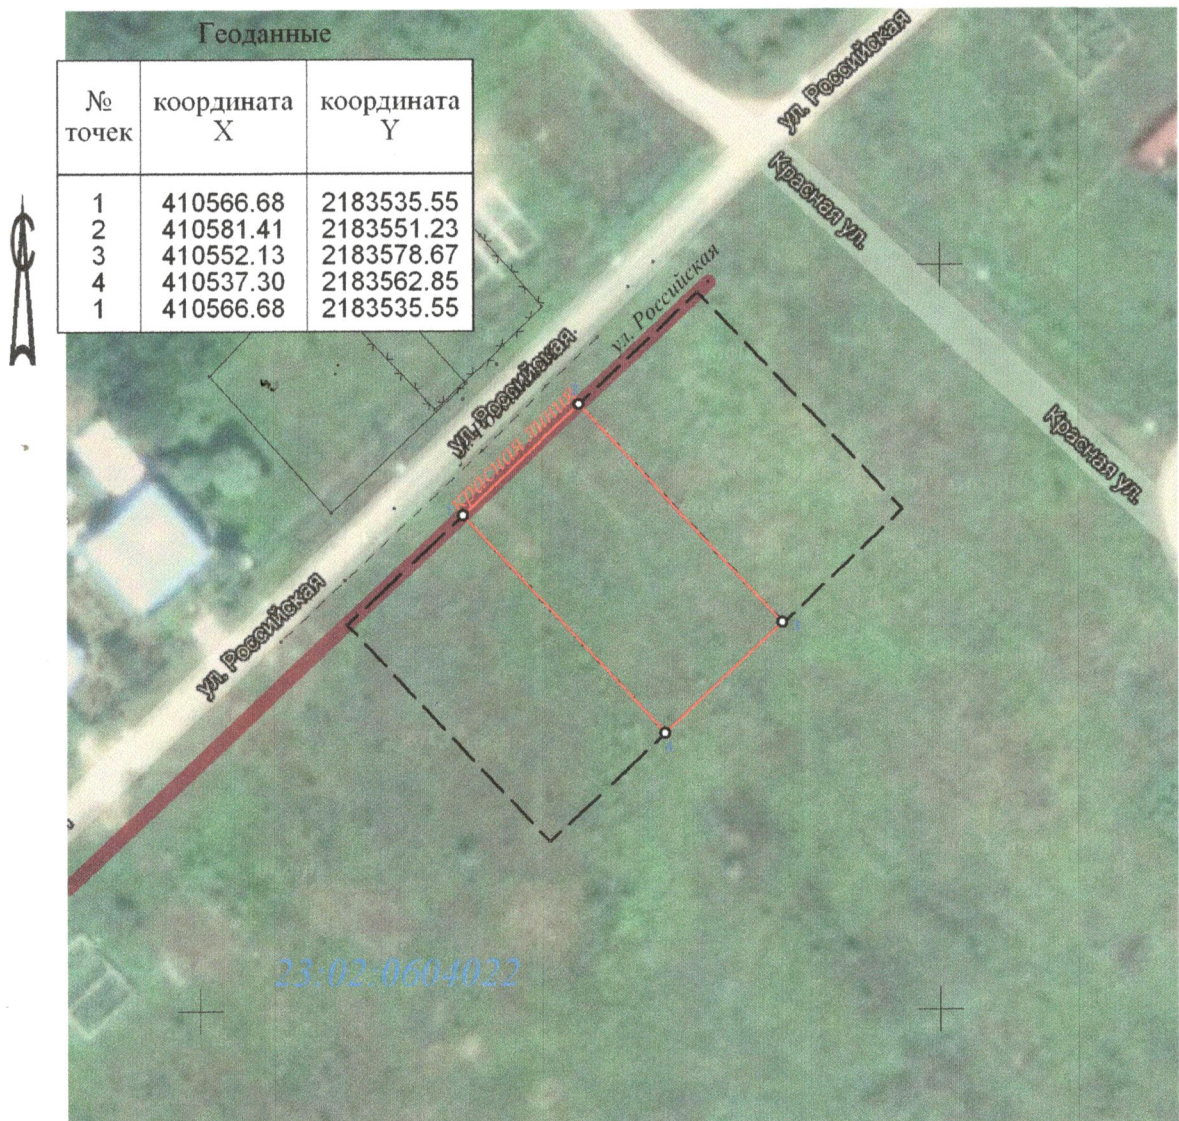 Геоданные
№ точек
координата X
координата Y
1 410566.68 2183535.55
2 410581.41 2183551.23
3 410552.13 2183578.67
4 410537.30 2183562.85
1 410566.68 2183535.55
ул. Российская
Красная ул.
ул. Российская
ул. Российская
красная линия
Красная ул.
ул. Российская
4
23:02:0604022